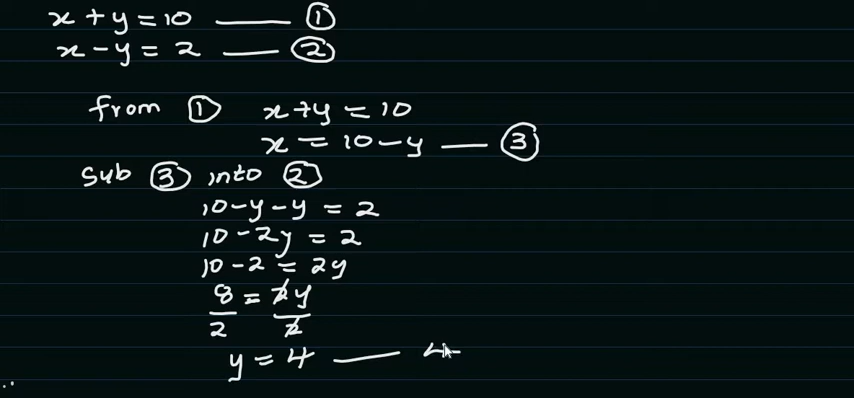 x + y = 10 —— ①
x - y = 2 —— ②
from ① x + y = 10
x = 10 - y —— ③
sub ③ into ②
10 - y - y = 2
10 - 2y = 2
10 - 2 = 2y
8/2 = 2y/2
y = 4 —— 4